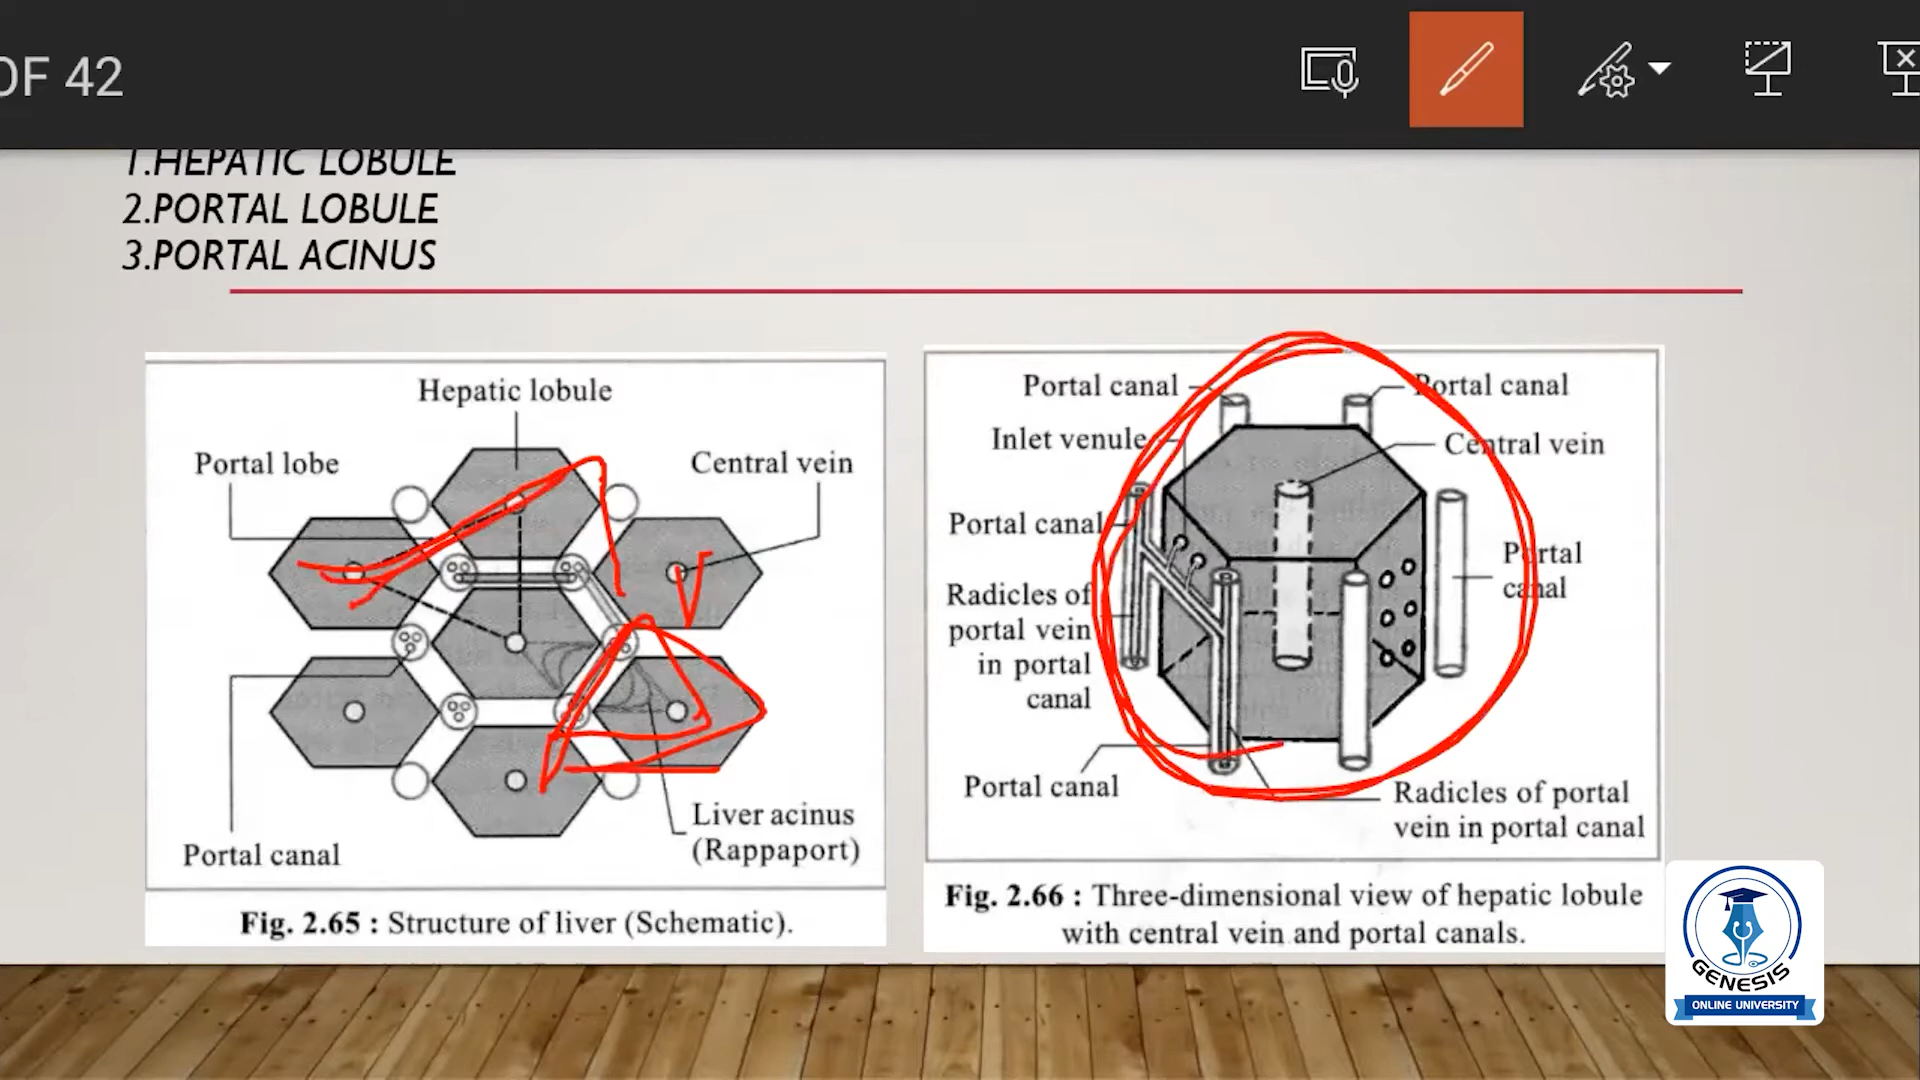 OF 42
1.HEPATIC LOBULE
2.PORTAL LOBULE
3.PORTAL ACINUS
Hepatic lobule
Portal lobe
Central vein
Liver acinus
(Rappaport)
Portal canal
Fig. 2.65 : Structure of liver (Schematic).
Portal canal
Portal canal
Inlet venule
Central vein
Portal canal
Portal
canal
Radicles of
portal vein
in portal
canal
Portal canal
Radicles of portal
vein in portal canal
Fig. 2.66 : Three-dimensional view of hepatic lobule
with central vein and portal canals.
GENESIS
ONLINE UNIVERSITY